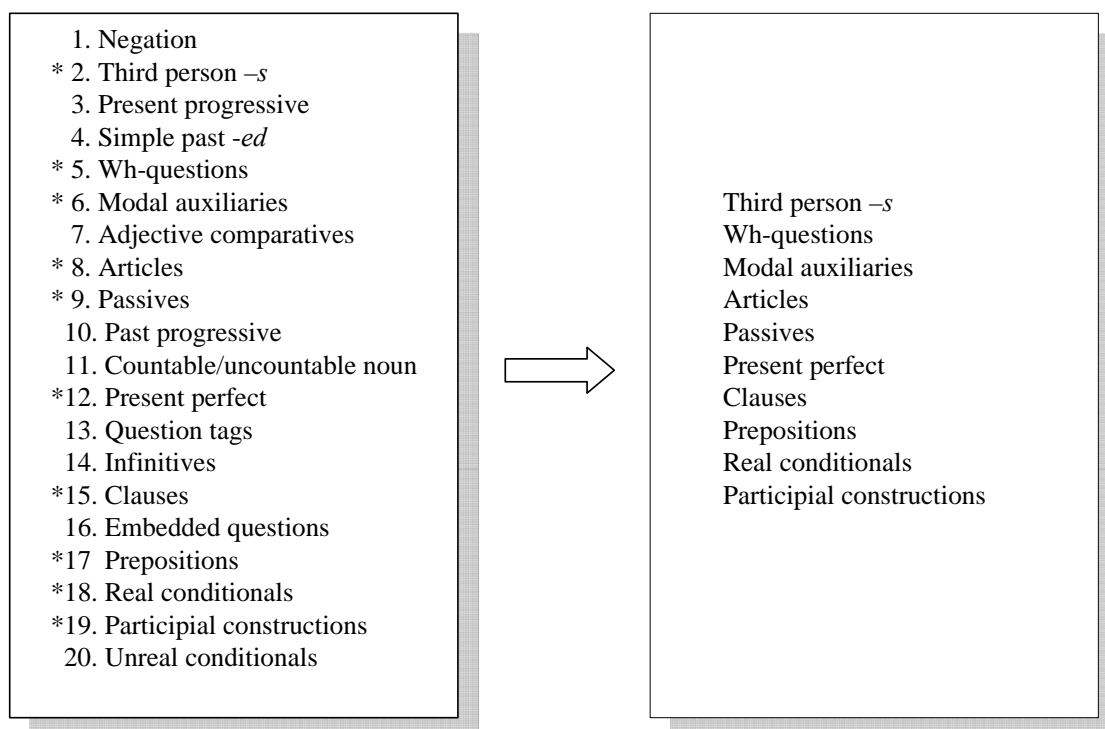 1. Negation
* 2. Third person –s
3. Present progressive
4. Simple past -ed
* 5. Wh-questions
* 6. Modal auxiliaries
7. Adjective comparatives
* 8. Articles
* 9. Passives
10. Past progressive
11. Countable/uncountable noun
*12. Present perfect
13. Question tags
14. Infinitives
*15. Clauses
16. Embedded questions
*17 Prepositions
*18. Real conditionals
*19. Participial constructions
20. Unreal conditionals
Third person –s
Wh-questions
Modal auxiliaries
Articles
Passives
Present perfect
Clauses
Prepositions
Real conditionals
Participial constructions